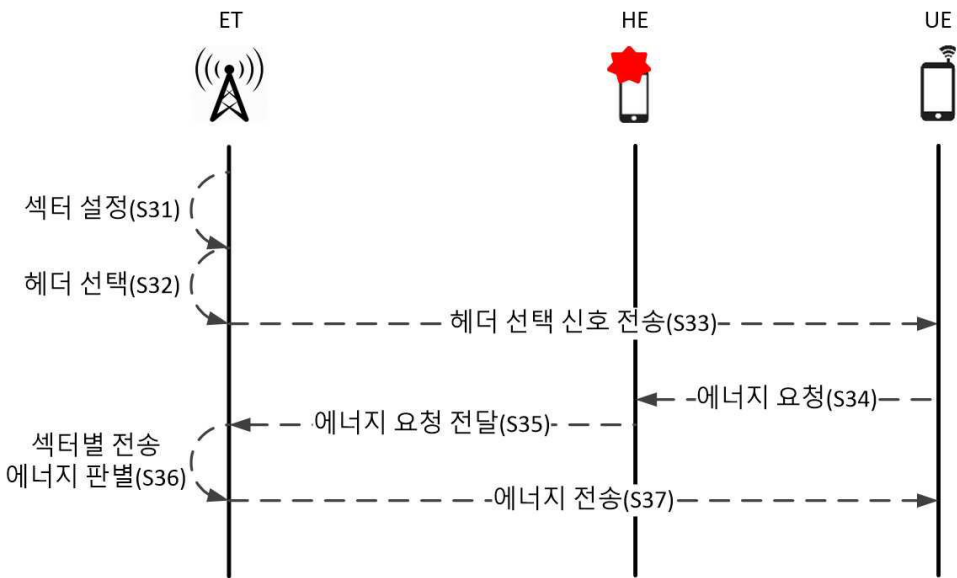 ET
HE
UE
섹터 설정(S31)
헤더 선택(S32)
헤더 선택 신호 전송(S33)
에너지 요청(S34)
에너지 요청 전달(S35)
섹터별 전송
에너지 판별(S36)
에너지 전송(S37)